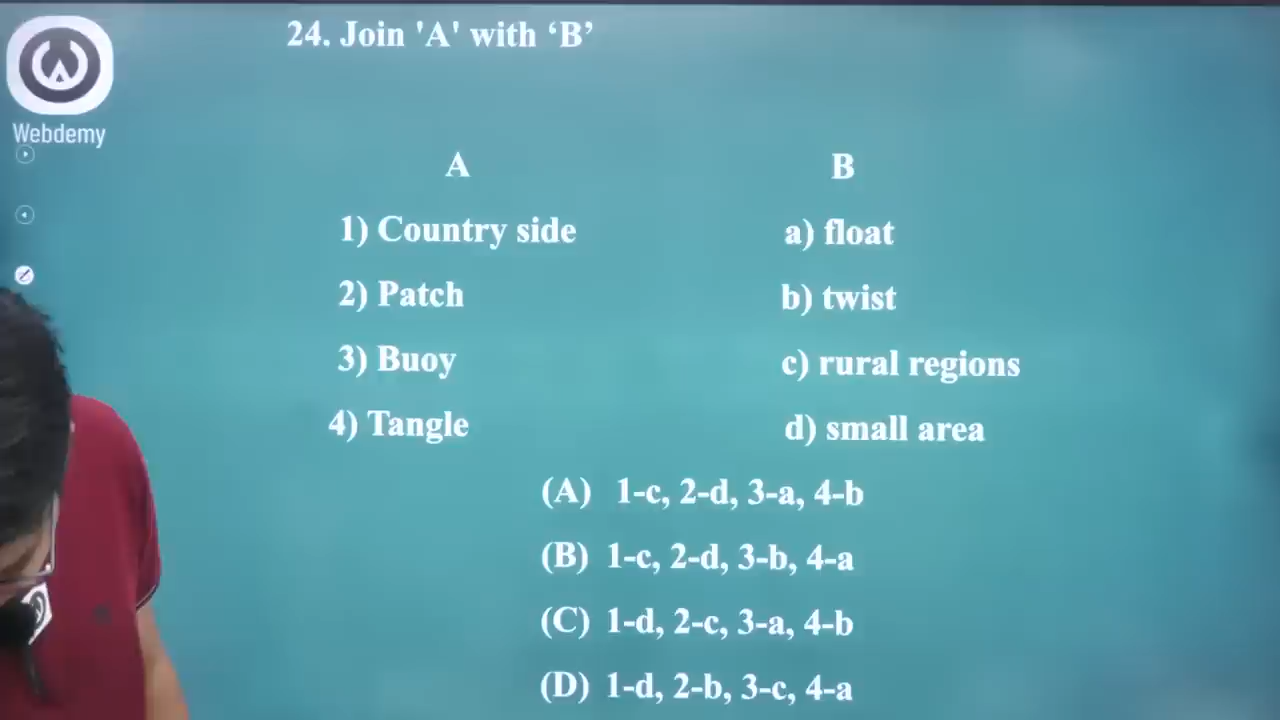 24. Join 'A' with ‘B’
Webdemy
A B
1) Country side a) float
2) Patch b) twist
3) Buoy c) rural regions
4) Tangle d) small area
(A) 1-c, 2-d, 3-a, 4-b
(B) 1-c, 2-d, 3-b, 4-a
(C) 1-d, 2-c, 3-a, 4-b
(D) 1-d, 2-b, 3-c, 4-a